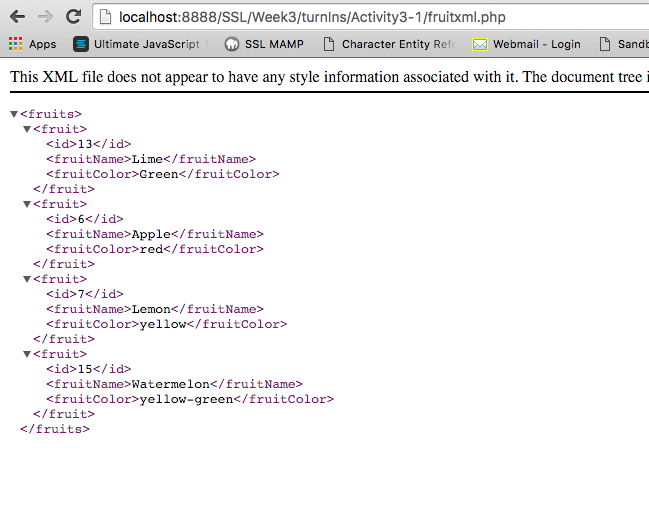 localhost:8888/SSL/Week3/turnIns/Activity3-1/fruitxml.php
Apps Ultimate JavaScript SSL MAMP Character Entity Refe Webmail - Login Sandb
This XML file does not appear to have any style information associated with it. The document tree i
<fruits>
<fruit>
<id>13</id>
<fruitName>Lime</fruitName>
<fruitColor>Green</fruitColor>
</fruit>
<fruit>
<id>6</id>
<fruitName>Apple</fruitName>
<fruitColor>red</fruitColor>
</fruit>
<fruit>
<id>7</id>
<fruitName>Lemon</fruitName>
<fruitColor>yellow</fruitColor>
</fruit>
<fruit>
<id>15</id>
<fruitName>Watermelon</fruitName>
<fruitColor>yellow-green</fruitColor>
</fruit>
</fruits>